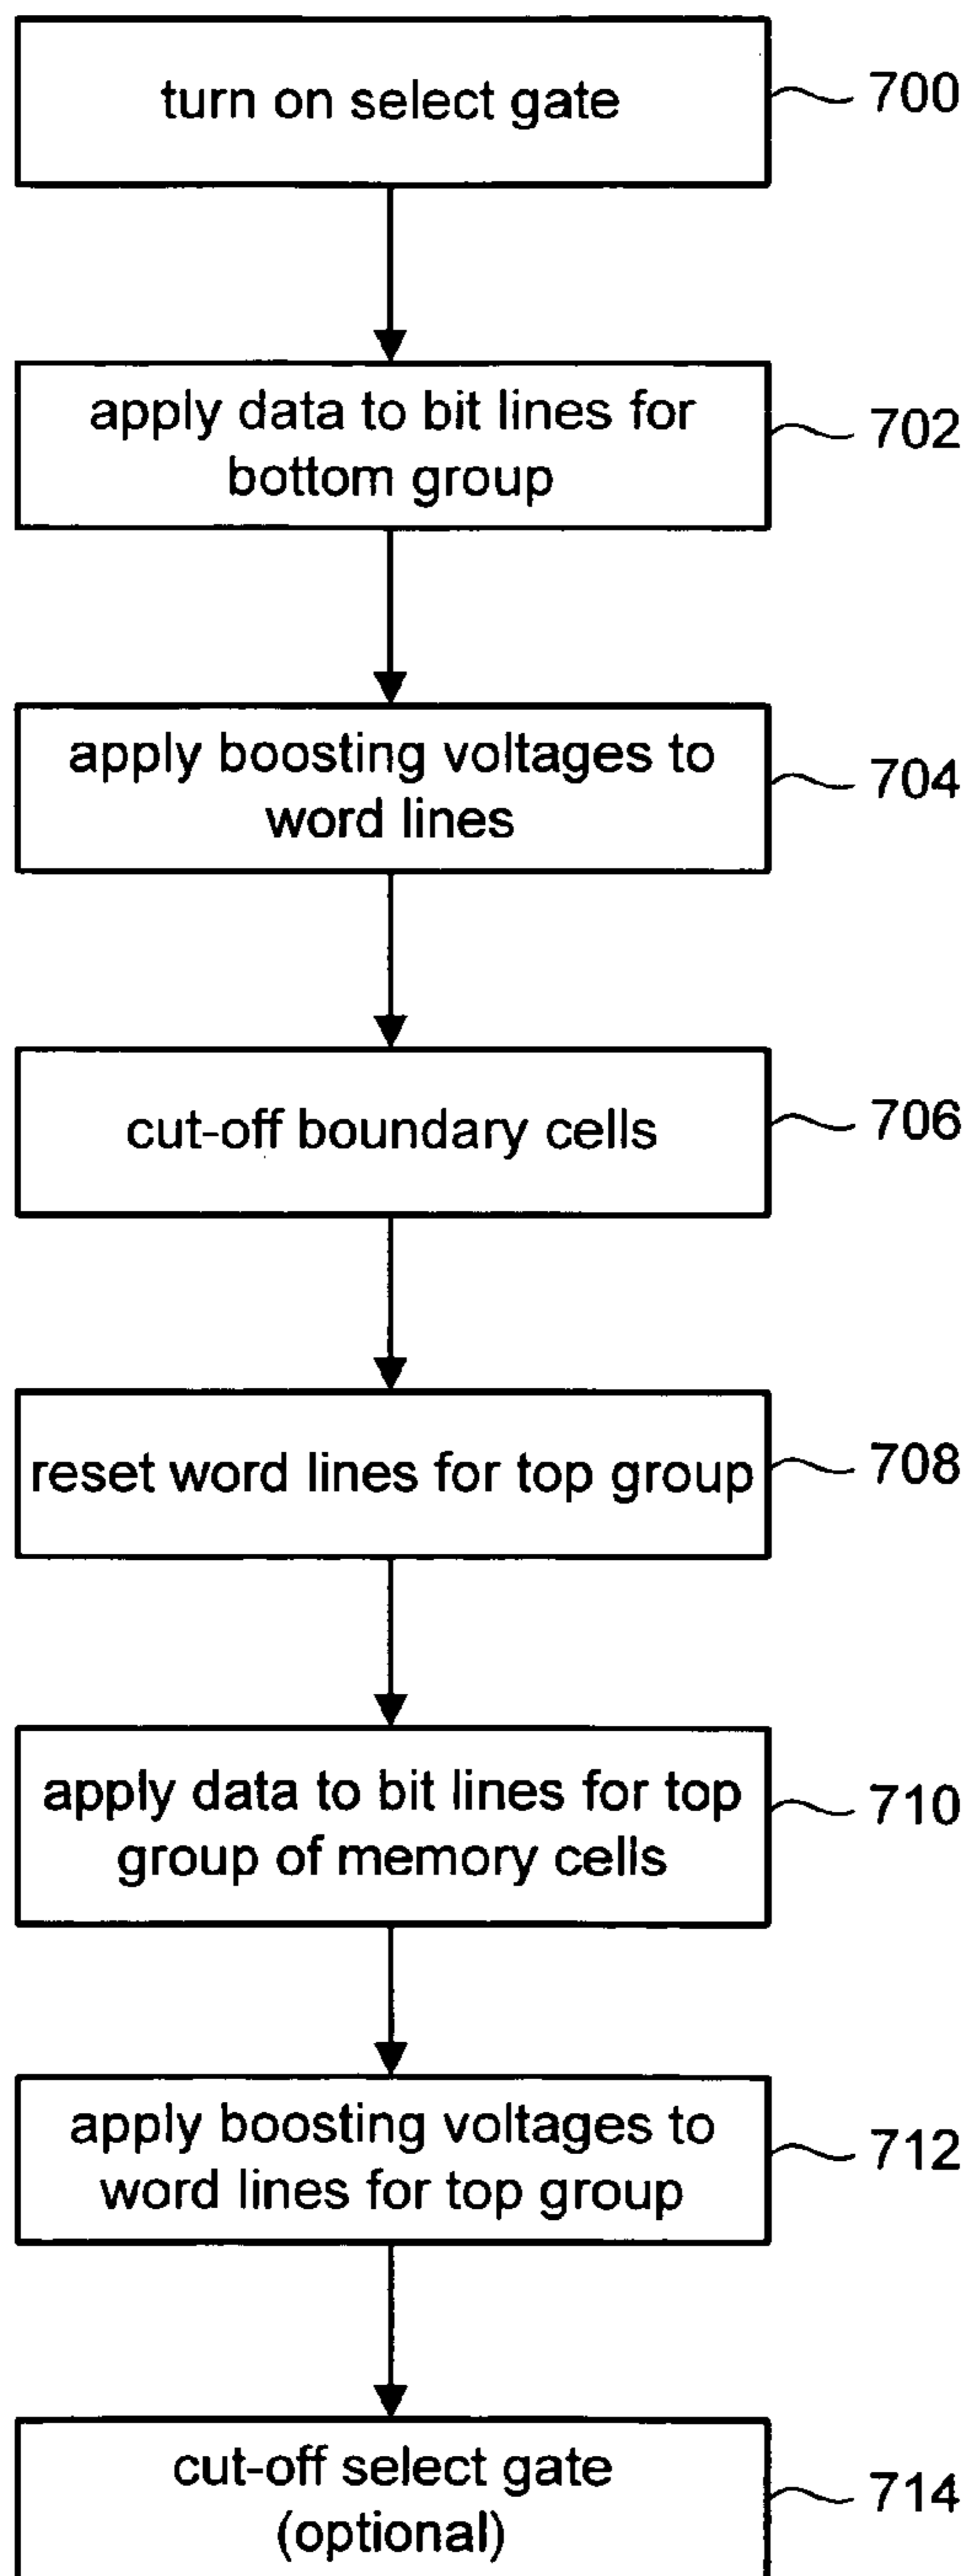 turn on select gate
700
apply data to bit lines for
bottom group
702
apply boosting voltages to
word lines
704
cut-off boundary cells
706
reset word lines for top group
708
apply data to bit lines for top
group of memory cells
710
apply boosting voltages to
word lines for top group
712
cut-off select gate
(optional)
714